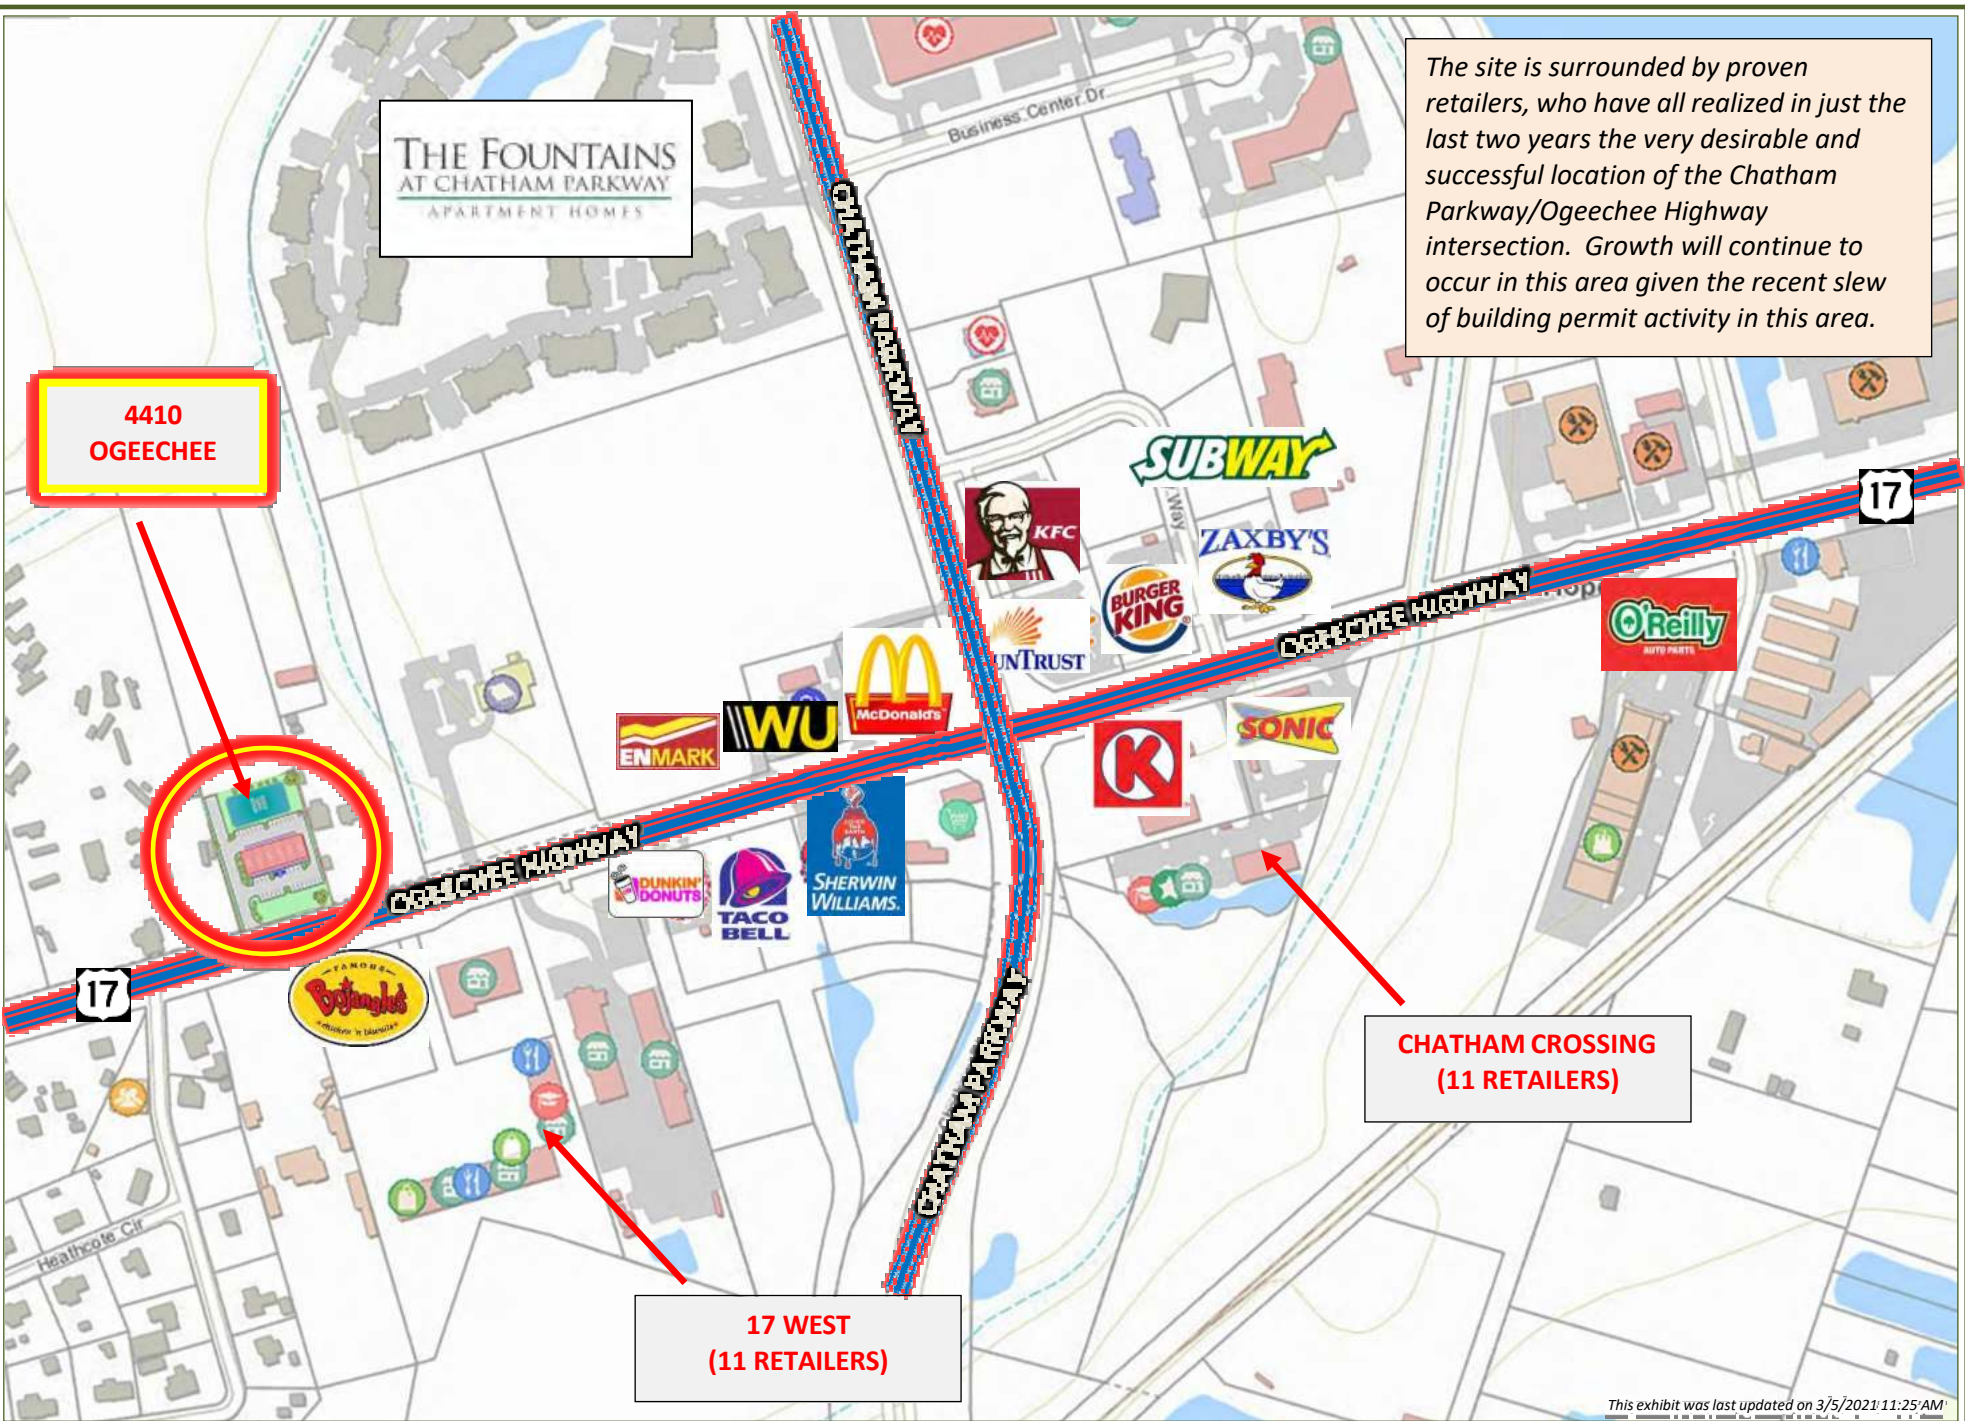 THE FOUNTAINS
AT CHATHAM PARKWAY
APARTMENT HOMES
Business Center Dr
The site is surrounded by proven
retailers, who have all realized in just the
last two years the very desirable and
successful location of the Chatham
Parkway/Ogeechee Highway
intersection. Growth will continue to
occur in this area given the recent slew
of building permit activity in this area.
CHATHAM PARKWAY
4410
OGEECHEE
SUBWAY
Way
17
KFC
ZAXBY'S
BURGER
KING
OGEECHEE HIGHWAY
O'Reilly
AUTO PARTS
UNTRUST
McDonald's
WU
ENMARK
SONIC
K
SHERWIN
WILLIAMS.
DUNKIN'
DONUTS
TACO
BELL
OGEECHEE HIGHWAY
17
FAMOUS
Bojangles'
chicken 'n biscuits
CHATHAM PARKWAY
CHATHAM CROSSING
(11 RETAILERS)
Heathcote Cir
17 WEST
(11 RETAILERS)
This exhibit was last updated on 3/5/2021 11:25 AM